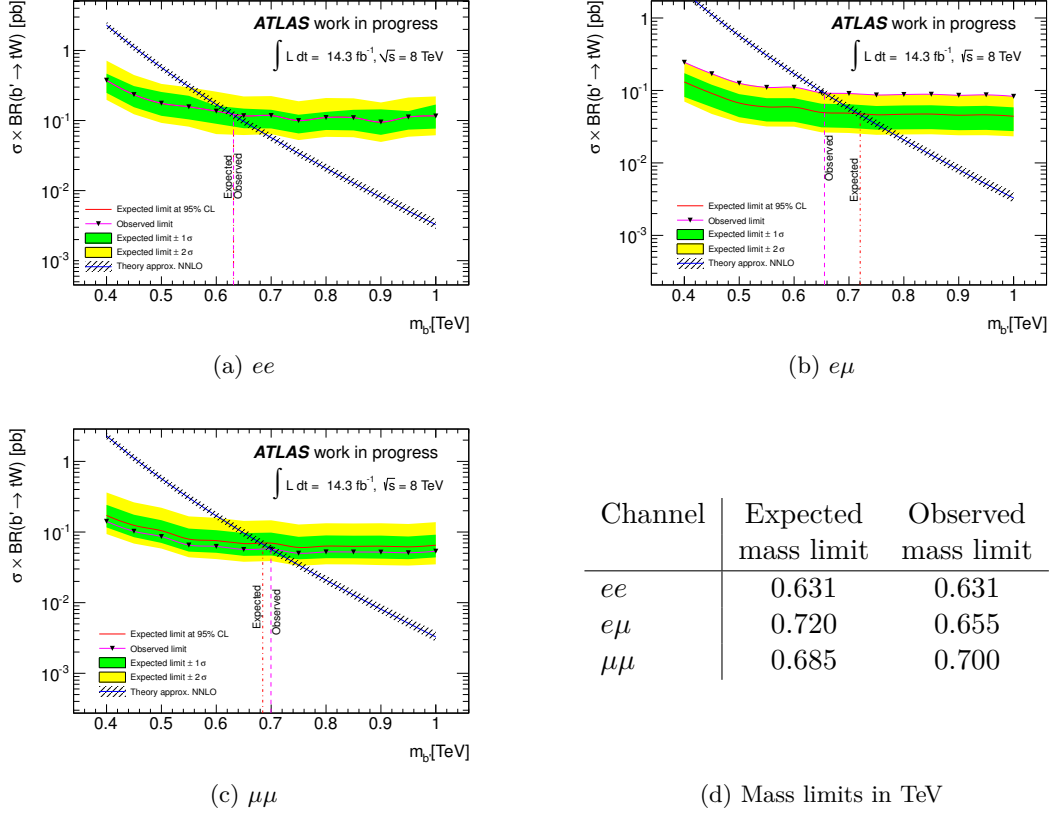 σ × BR(b' → tW) [pb]
1
10⁻¹
10⁻²
10⁻³
ATLAS work in progress
∫ L dt = 14.3 fb⁻¹, √s = 8 TeV
Expected
Observed
Expected limit at 95% CL
Observed limit
Expected limit ± 1σ
Expected limit ± 2σ
Theory approx. NNLO
0.4 0.5 0.6 0.7 0.8 0.9 1
m_b'[TeV]
(a) ee
σ × BR(b' → tW) [pb]
1
10⁻¹
10⁻²
10⁻³
ATLAS work in progress
∫ L dt = 14.3 fb⁻¹, √s = 8 TeV
Observed
Expected
Expected limit at 95% CL
Observed limit
Expected limit ± 1σ
Expected limit ± 2σ
Theory approx. NNLO
0.4 0.5 0.6 0.7 0.8 0.9 1
m_b'[TeV]
(b) eμ
σ × BR(b' → tW) [pb]
1
10⁻¹
10⁻²
10⁻³
ATLAS work in progress
∫ L dt = 14.3 fb⁻¹, √s = 8 TeV
Expected
Observed
Expected limit at 95% CL
Observed limit
Expected limit ± 1σ
Expected limit ± 2σ
Theory approx. NNLO
0.4 0.5 0.6 0.7 0.8 0.9 1
m_b'[TeV]
(c) μμ
Channel Expected Observed
mass limit mass limit
ee 0.631 0.631
eμ 0.720 0.655
μμ 0.685 0.700
(d) Mass limits in TeV